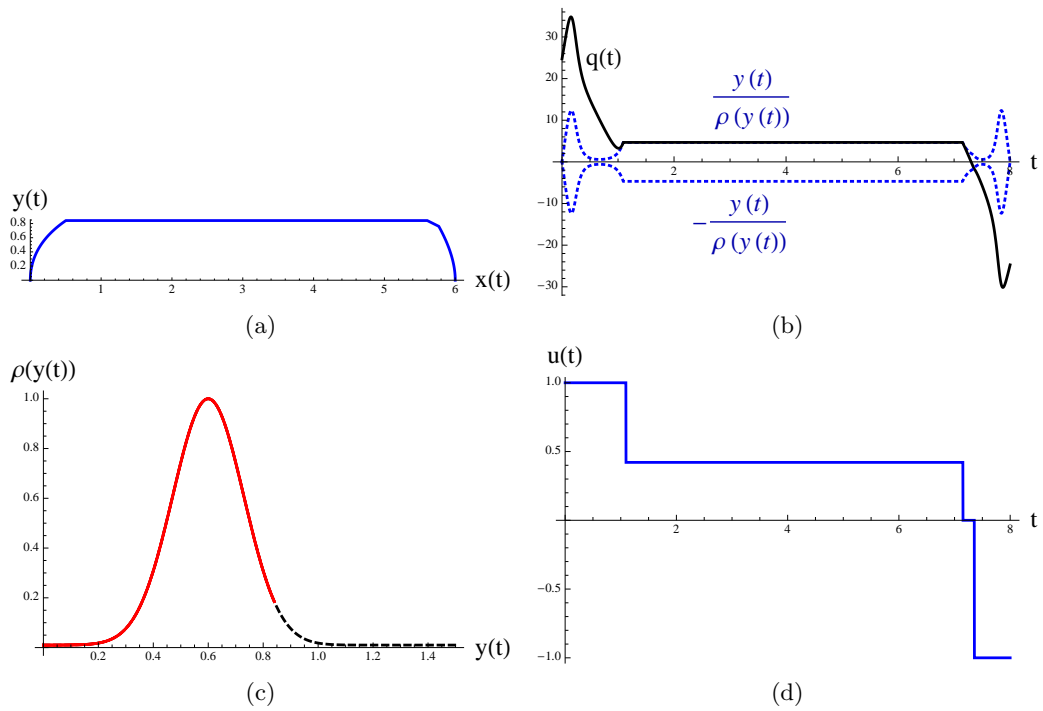 y(t)
0.8
0.6
0.4
0.2
1 2 3 4 5 6
x(t)
(a)
q(t)
30
20
10
-10
-20
-30
y(t)
ρ(y(t))
-
y(t)
ρ(y(t))
2 4 6 8
t
(b)
ρ(y(t))
1.0
0.8
0.6
0.4
0.2
0.2 0.4 0.6 0.8 1.0 1.2 1.4
y(t)
(c)
u(t)
1.0
0.5
-0.5
-1.0
2 4 6 8
t
(d)